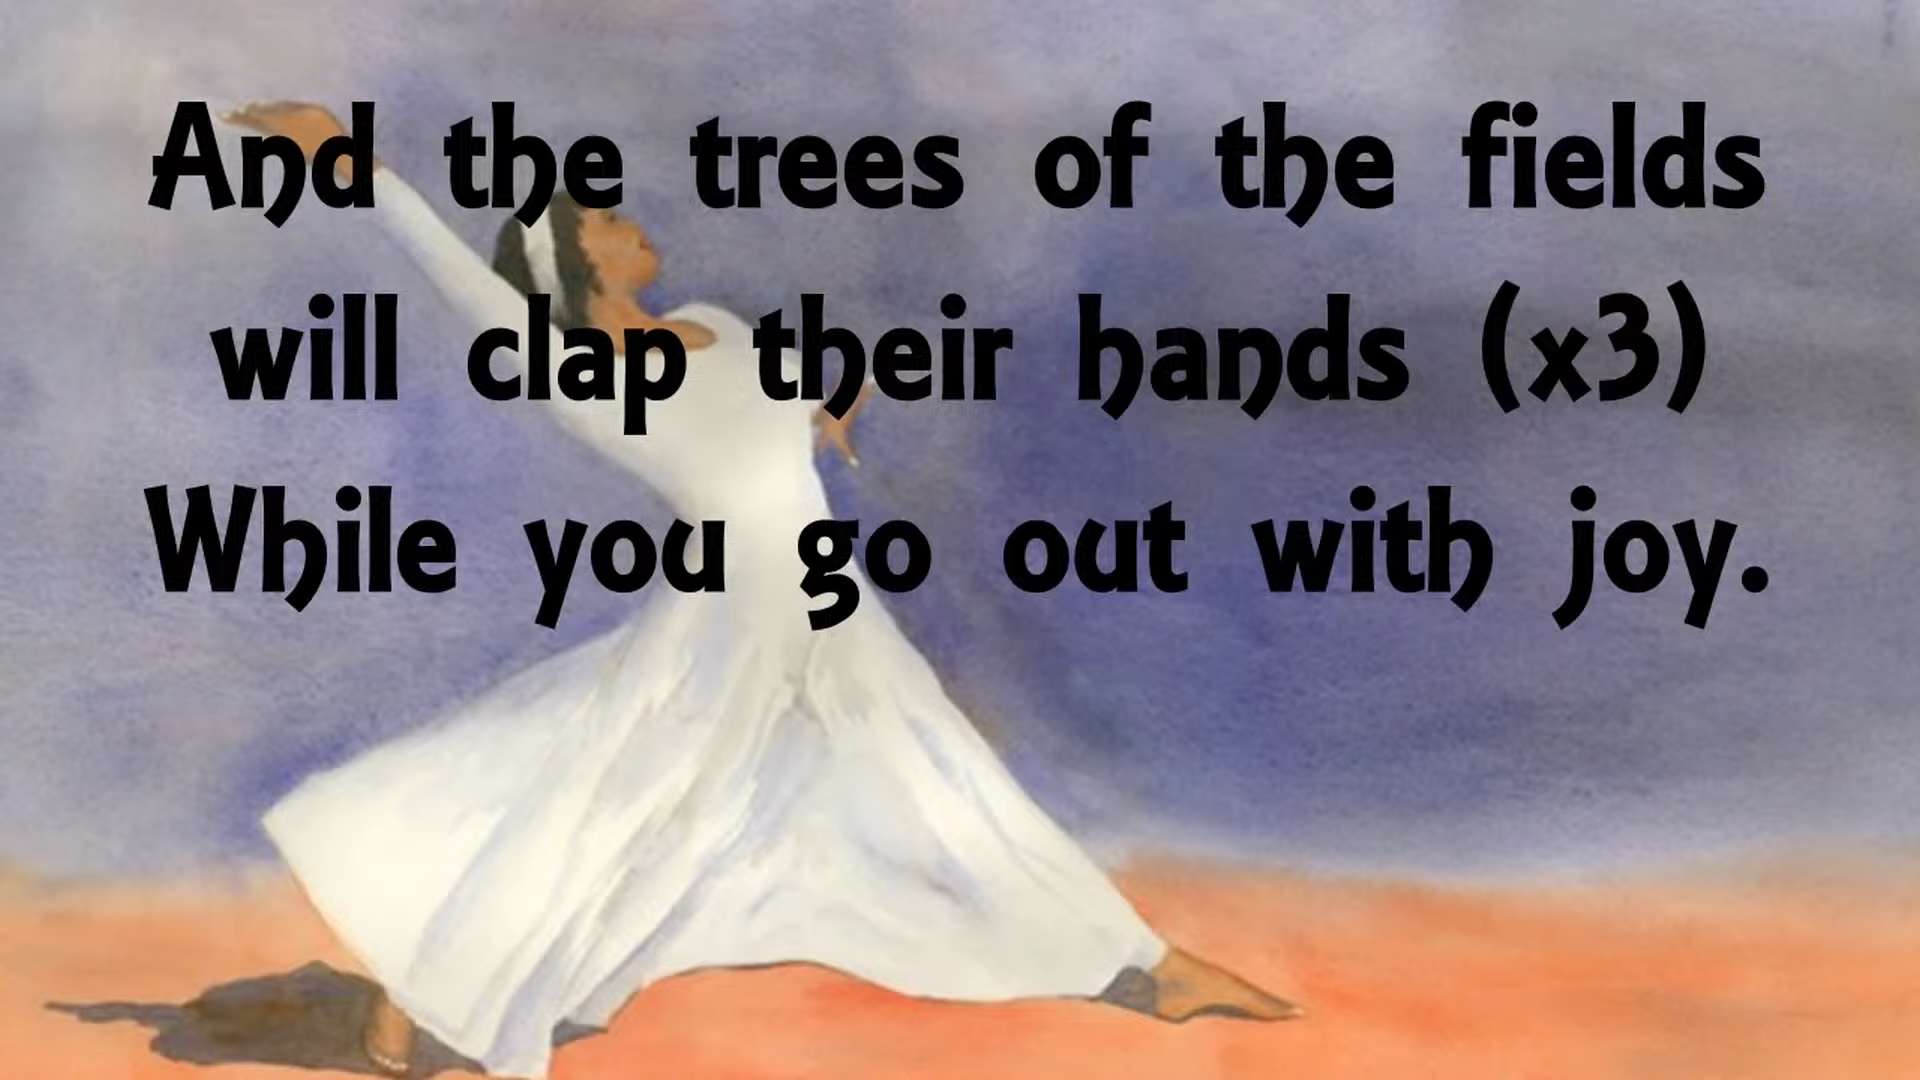 And the trees of the fields
will clap their hands (x3)
While you go out with joy.